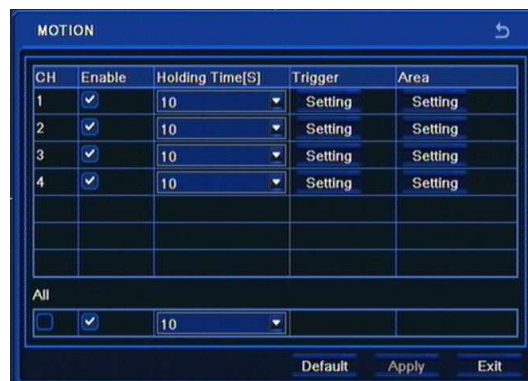 MOTION
CH Enable Holding Time[S] Trigger Area
1 10 Setting Setting
2 10 Setting Setting
3 10 Setting Setting
4 10 Setting Setting
All
10
Default Apply Exit